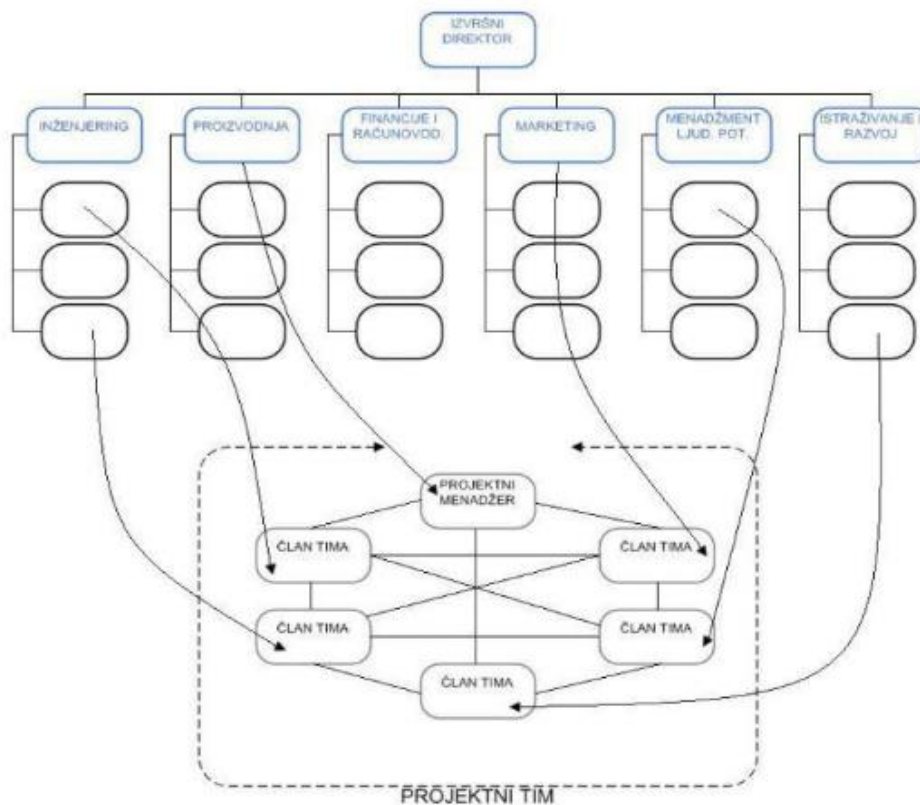 IZVRŠNI
DIREKTOR
INŽENJERING
PROIZVODNJA
FINANCIJE I
RAČUNOVOD.
MARKETING
MENADŽMENT
LJUD. POT.
ISTRAŽIVANJE I
RAZVOJ
PROJEKTNI
MENADŽER
ČLAN TIMA
ČLAN TIMA
ČLAN TIMA
ČLAN TIMA
ČLAN TIMA
PROJEKTNI TIM